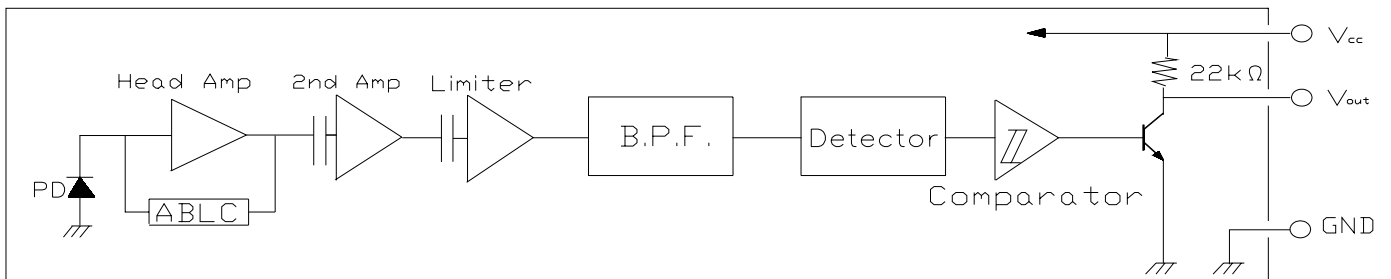 Vcc
22kΩ
Head Amp
2nd Amp
Limiter
Vout
B.P.F.
Detector
PD
ABLC
Comparator
GND